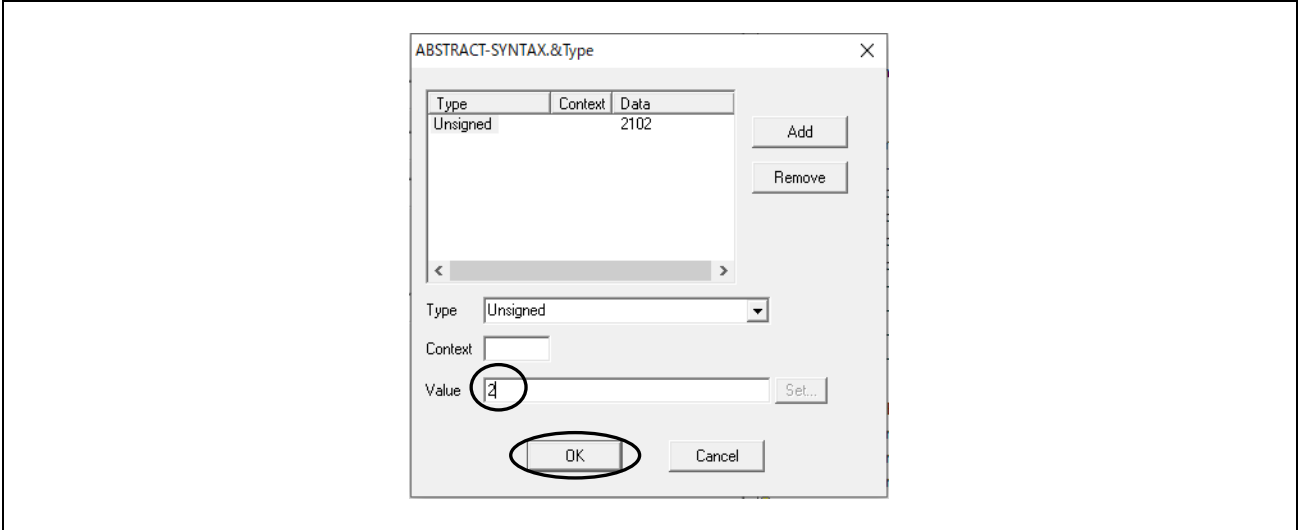 ABSTRACT-SYNTAX.&Type
Type Context Data
Unsigned 2102
Add
Remove
Type Unsigned
Context
Value 2 Set...
OK Cancel